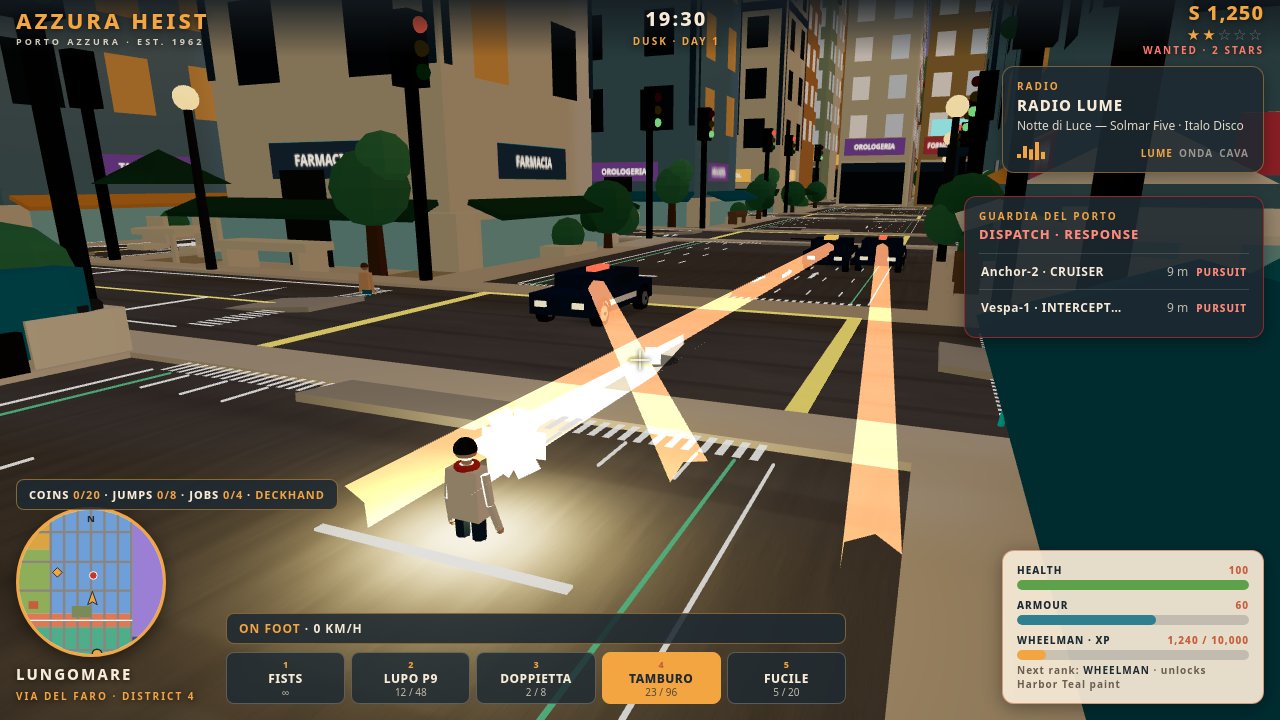 AZZURA HEIST
PORTO AZZURA · EST. 1962
19:30
DUSK · DAY 1
S 1,250
★★☆☆☆
WANTED · 2 STARS
RADIO
RADIO LUME
Notte di Luce — Solmar Five · Italo Disco
LUME ONDA CAVA
GUARDIA DEL PORTO
DISPATCH · RESPONSE
Anchor-2 · CRUISER 9 m PURSUIT
Vespa-1 · INTERCEPT… 9 m PURSUIT
FARMACIA
FARMACIA
OROLOGERIA
OROLOGERIA
COINS 0/20 · JUMPS 0/8 · JOBS 0/4 · DECKHAND
N
LUNGOMARE
VIA DEL FARO · DISTRICT 4
ON FOOT · 0 KM/H
1 FISTS ∞
2 LUPO P9 12 / 48
3 DOPPIETTA 2 / 8
4 TAMBURO 23 / 96
5 FUCILE 5 / 20
HEALTH 100
ARMOUR 60
WHEELMAN · XP 1,240 / 10,000
Next rank: WHEELMAN · unlocks
Harbor Teal paint